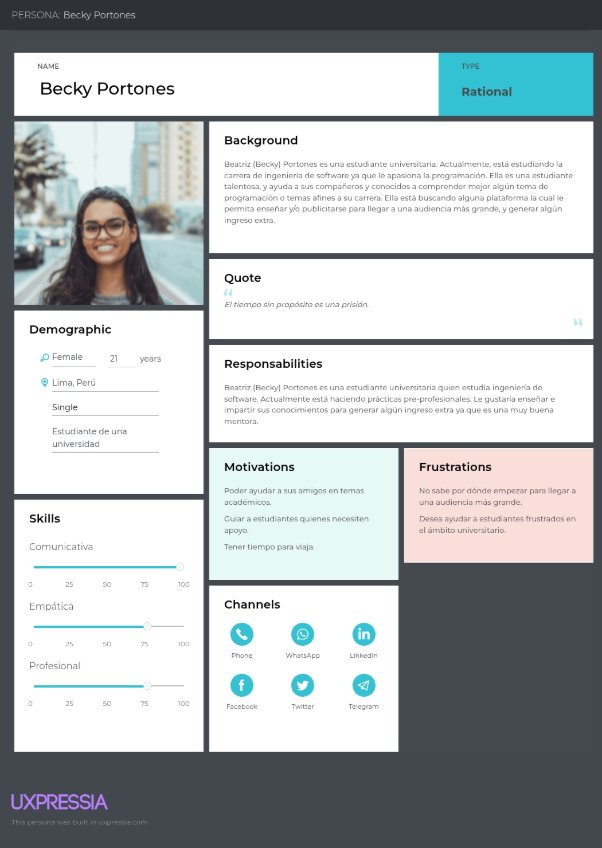 PERSONA: Becky Portones
NAME
Becky Portones
TYPE
Rational
Background
Beatriz (Becky) Portones es una estudiante universitaria. Actualmente, está estudiando la
carrera de ingeniería de software ya que le apasiona la programación. Ella es una estudiante
talentosa, y ayuda a sus compañeros y conocidos a comprender mejor algún tema de
programación o temas afines a su carrera. Ella está buscando alguna plataforma la cual le
permita enseñar y/o publicitarse para llegar a una audiencia más grande, y generar algún
ingreso extra.
Quote
“
El tiempo sin propósito es una prisión.
”
Demographic
Female 21 years
Lima, Perú
Single
Estudiante de una
universidad
Responsabilities
Beatriz (Becky) Portones es una estudiante universitaria quien estudia ingeniería de
software. Actualmente está haciendo prácticas pre-profesionales. Le gustaría enseñar e
impartir sus conocimientos para generar algún ingreso extra ya que es una muy buena
mentora.
Motivations
Poder ayudar a sus amigos en temas
académicos.
Guiar a estudiantes quienes necesiten
apoyo.
Tener tiempo para viaja.
Frustrations
No sabe por dónde empezar para llegar a
una audiencia más grande.
Desea ayudar a estudiantes frustrados en
el ámbito universitario.
Skills
Comunicativa
0 25 50 75 100
Empática
0 25 50 75 100
Profesional
0 25 50 75 100
Channels
Phone WhatsApp LinkedIn
Facebook Twitter Telegram
UXPRESSIA
This persona was built in uxpressia.com